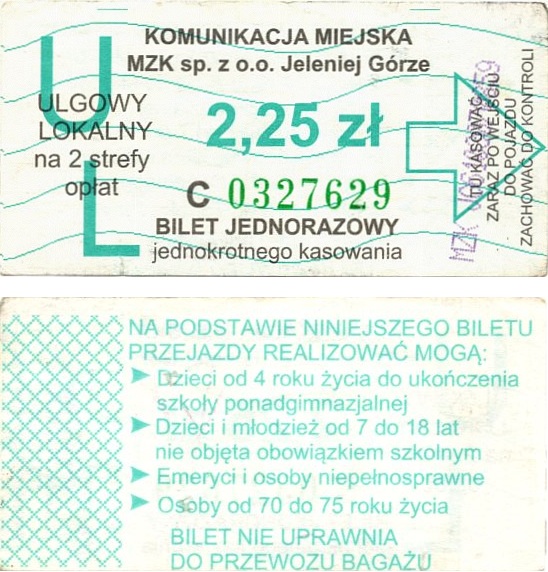 KOMUNIKACJA MIEJSKA
MZK sp. z o.o. Jeleniej Górze
U
L
ULGOWY
LOKALNY
na 2 strefy
opłat
2,25 zł
C 0327629
BILET JEDNORAZOWY
jednokrotnego kasowania
TU KASOWAĆ
ZARAZ PO WEJŚCIU
DO POJAZDU
ZACHOWAĆ DO KONTROLI
MZK
NA PODSTAWIE NINIEJSZEGO BILETU
PRZEJAZDY REALIZOWAĆ MOGĄ:
Dzieci od 4 roku życia do ukończenia
szkoły ponadgimnazjalnej
Dzieci i młodzież od 7 do 18 lat
nie objęta obowiązkiem szkolnym
Emeryci i osoby niepełnosprawne
Osoby od 70 do 75 roku życia
BILET NIE UPRAWNIA
DO PRZEWOZU BAGAŻU